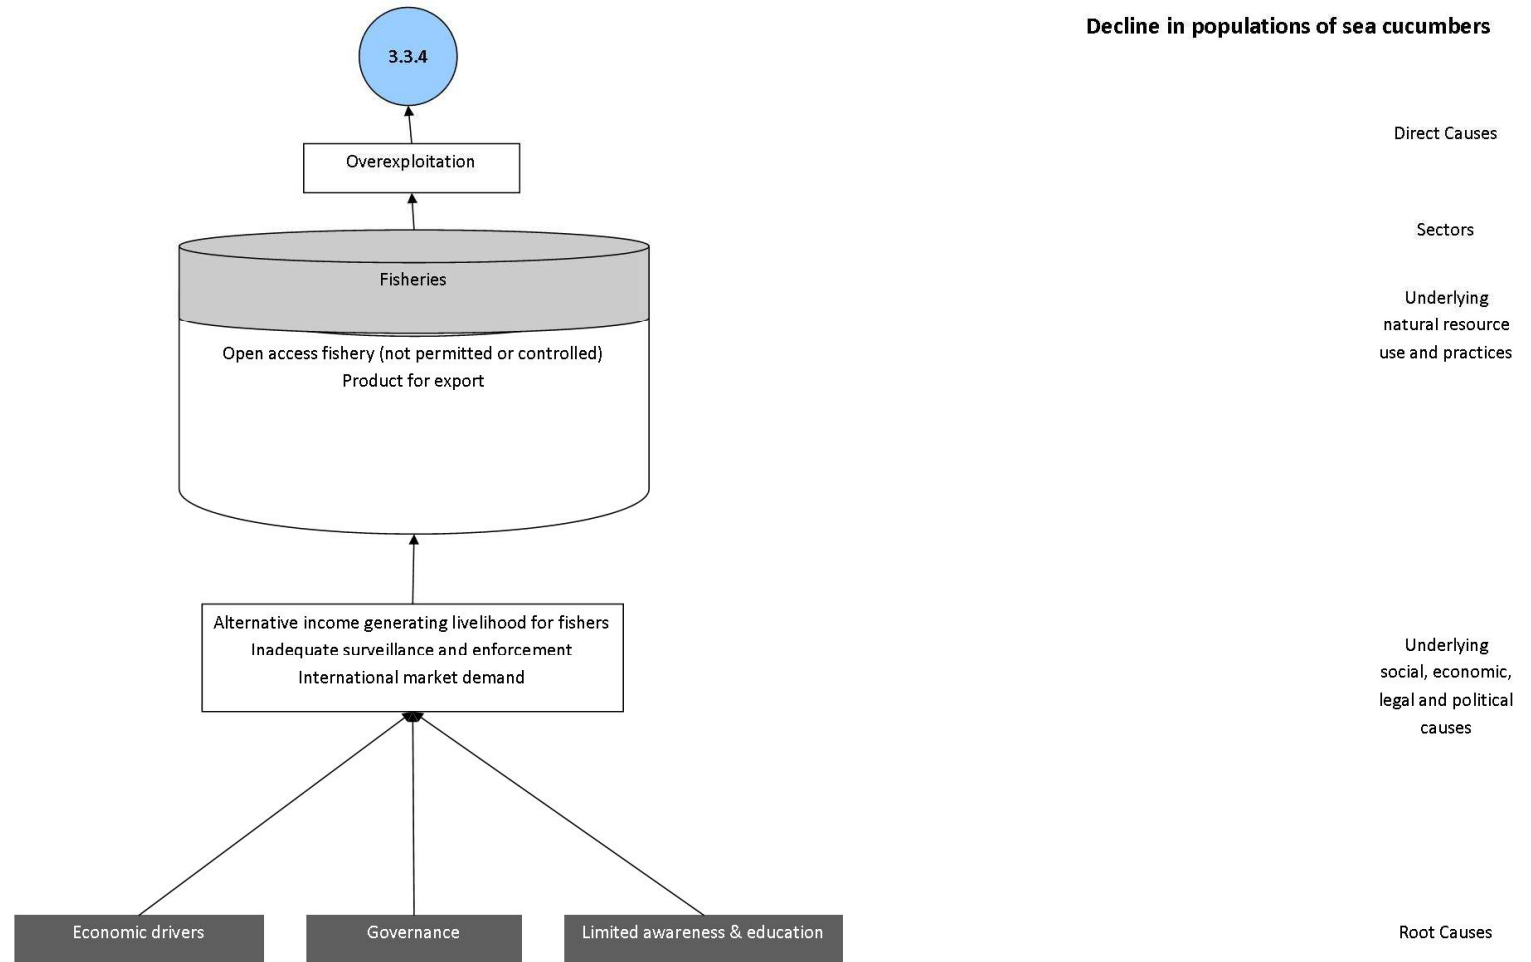 Decline in populations of sea cucumbers
3.3.4
Direct Causes
Overexploitation
Sectors
Fisheries
Underlying
natural resource
use and practices
Open access fishery (not permitted or controlled)
Product for export
Alternative income generating livelihood for fishers
Inadequate surveillance and enforcement
International market demand
Underlying
social, economic,
legal and political
causes
Economic drivers
Governance
Limited awareness & education
Root Causes